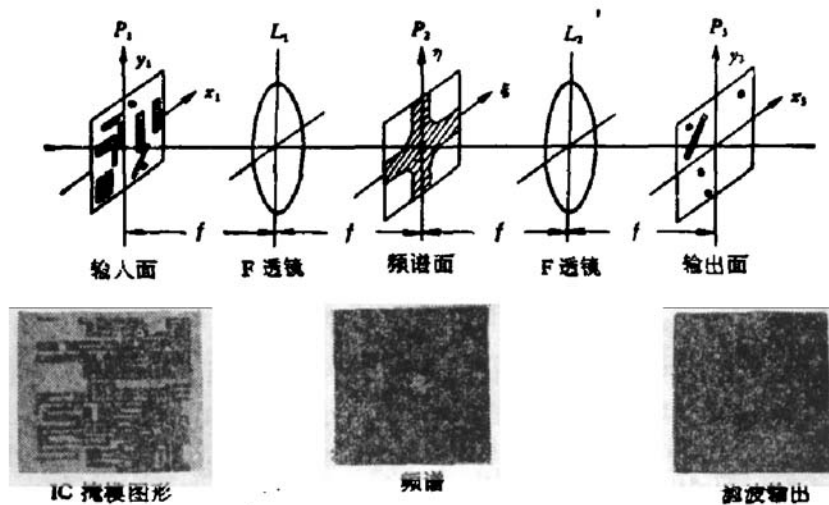 P₁ L₁ P₂ L₂ ' P₃
y₁ η y₃
x₁ ξ x₃
f f f f
输入面 F 透镜 频谱面 F 透镜 输出面
IC 掩模图形 频谱 滤波输出